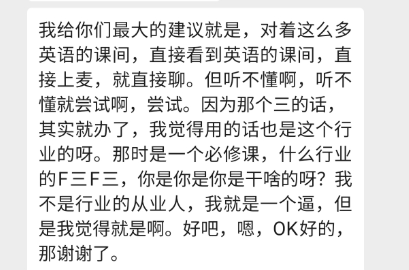 我给你们最大的建议就是，对着这么多
英语的课间，直接看到英语的课间，直
接上麦，就直接聊。但听不懂啊，听不
懂就尝试啊，尝试。因为那个三的话，
其实就办了，我觉得用的话也是这个行
业的呀。那时是一个必修课，什么行业
的F三F三，你是你是你是干啥的呀？我
不是行业的从业人，我就是一个逼，但
是我觉得就是啊。好吧，嗯，OK好的，
那谢谢了。